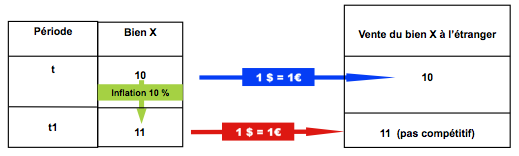 Période
Bien X
Vente du bien X à l'étranger
t
10
1 $ = 1€
10
Inflation 10 %
t1
11
1 $ = 1€
11 (pas compétitif)